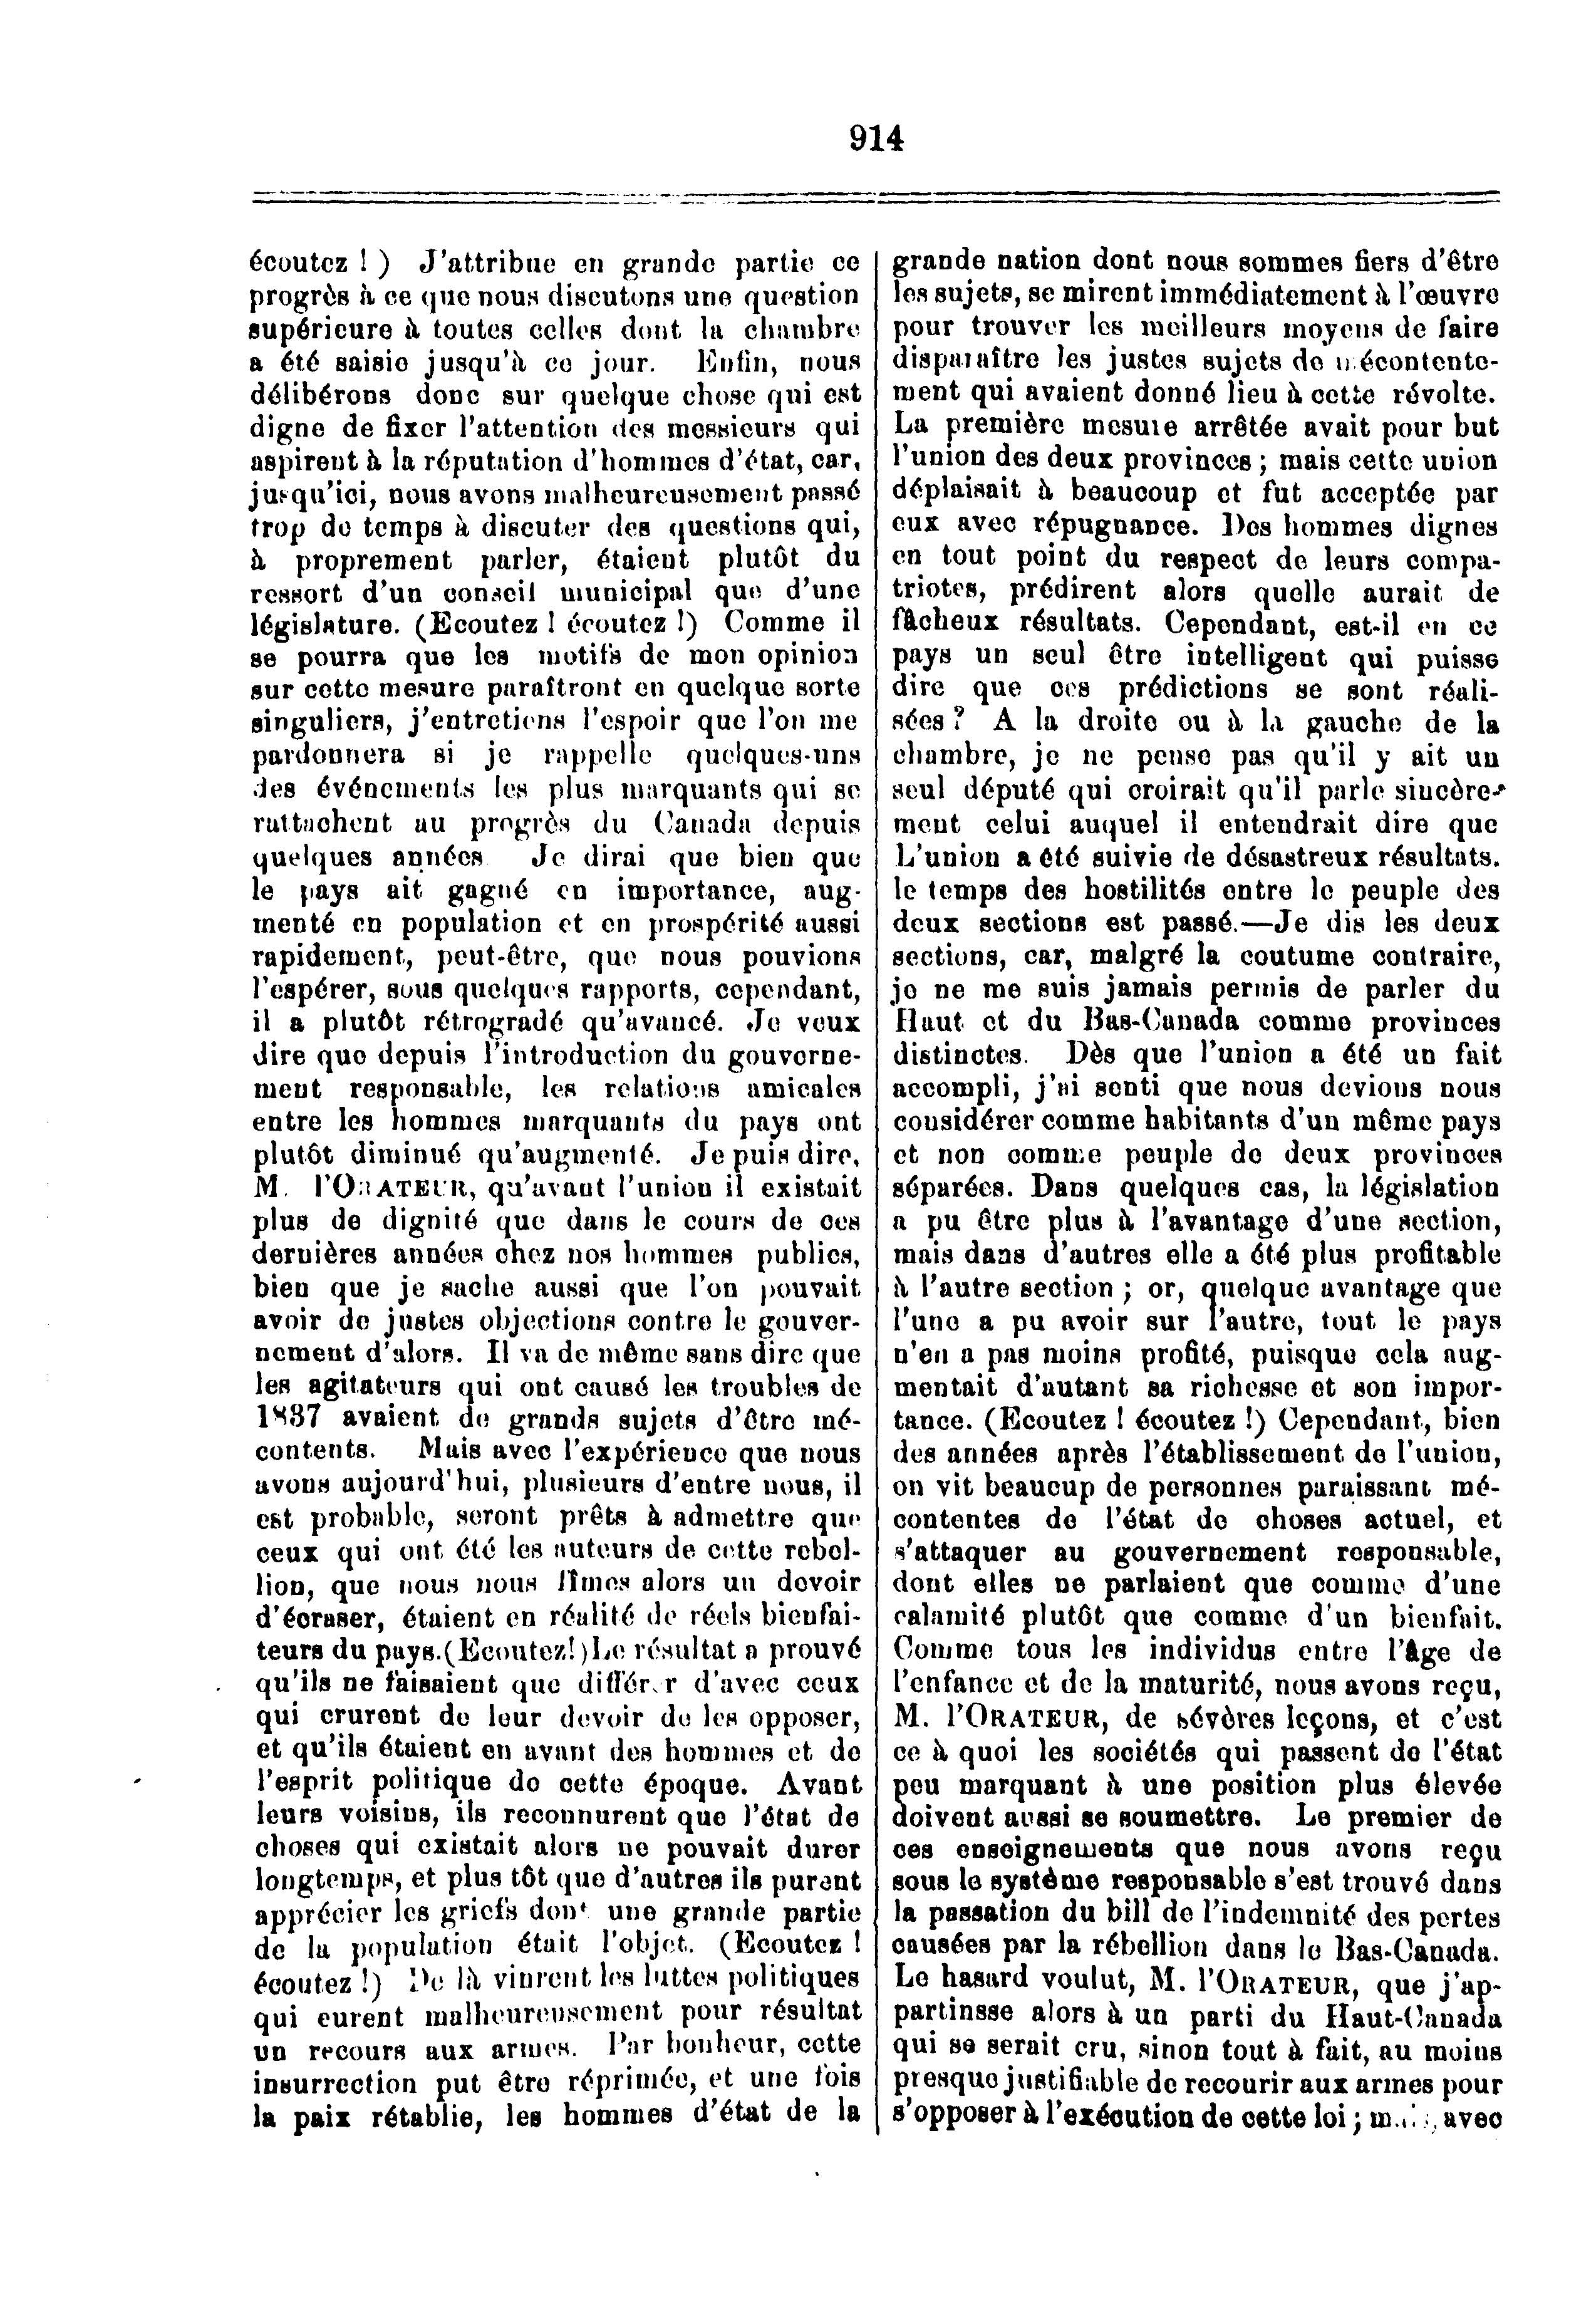 914
écoutez ! ) J'attribue en grande partie ce
progrès à ce que nous discutons une question
supérieure à toutes celles dont la chambre
a été saisie jusqu'à ce jour. Enfin, nous
délibérons donc sur quelque chose qui est
digne de fixer l'attention des messieurs qui
aspirent à la réputation d'hommes d'état, car,
jusqu'ici, nous avons malheureusement passé
trop de temps à discuter des questions qui,
à proprement parler, étaient plutôt du
ressort d'un conseil municipal que d'une
législature. (Ecoutez ! écoutez !) Comme il
se pourra que les motifs de mon opinion
sur cette mesure paraîtront en quelque sorte
singuliers, j'entretiens l'espoir que l'on me
pardonnera si je rappelle quelques-uns
des événements les plus marquants qui se
rattachent au progrès du Canada depuis
quelques années Je dirai que bien que
le pays ait gagné en importance, aug-
menté en population et en prospérité aussi
rapidement, peut-être, que nous pouvions
l'espérer, sous quelques rapports, cependant,
il a plutôt rétrogradé qu'avancé. Je veux
dire que depuis l'introduction du gouverne-
ment responsable, les relations amicales
entre les hommes marquants du pays ont
plutôt diminué qu'augmenté. Je puis dire,
M. l'ORATEUR, qu'avant l'union il existait
plus de dignité que dans le cours de ces
dernières années chez nos hommes publics,
bien que je sache aussi que l'on pouvait
avoir de justes objections contre le gouver-
nement d'alors. Il va de même sans dire que
les agitateurs qui ont causé les troubles de
1837 avaient de grands sujets d'être mé-
contents. Mais avec l'expérience que nous
avons aujourd'hui, plusieurs d'entre nous, il
est probable, seront prêts à admettre que
ceux qui ont été les auteurs de cette rebel-
lion, que nous nous fîmes alors un devoir
d'écraser, étaient en réalité de réels bienfai-
teurs du pays.(Ecoutez!)Le résultat a prouvé
qu'ils ne faisaient que différer d'avec ceux
qui crurent de leur devoir de les opposer,
et qu'ils étaient en avant des hommes et de
l'esprit politique de cette époque. Avant
leurs voisins, ils reconnurent que l'état de
choses qui existait alors ne pouvait durer
longtemps, et plus tôt que d'autres ils purent
apprécier les griefs dont une grande partie
de la population était l'objet. (Ecoutez !
écoutez !) De là vinrent les luttes politiques
qui eurent malheureusement pour résultat
un recours aux armes. Par bonheur, cette
insurrection put être réprimée, et une fois
la paix rétablie, les hommes d'état de la
grande nation dont nous sommes fiers d'être
les sujets, se mirent immédiatement à l'œuvre
pour trouver les meilleurs moyens de faire
disparaître les justes sujets de mécontente-
ment qui avaient donné lieu à cette révolte.
La première mesure arrêtée avait pour but
l'union des deux provinces ; mais cette union
déplaisait à beaucoup et fut acceptée par
eux avec répugnance. Des hommes dignes
en tout point du respect de leurs compa-
triotes, prédirent alors quelle aurait de
fâcheux résultats. Cependant, est-il en ce
pays un seul être intelligent qui puisse
dire que ces prédictions se sont réali-
sées ? A la droite ou à la gauche de la
chambre, je ne pense pas qu'il y ait un
seul député qui croirait qu'il parle sincère-
ment celui auquel il entendrait dire que
L'union a été suivie de désastreux résultats.
le temps des hostilités entre le peuple des
deux sections est passé.—Je dis les deux
sections, car, malgré la coutume contraire,
je ne me suis jamais permis de parler du
Haut et du Bas-Canada comme provinces
distinctes. Dès que l'union a été un fait
accompli, j'ai senti que nous devions nous
considérer comme habitants d'un même pays
et non comme peuple de deux provinces
séparées. Dans quelques cas, la législation
a pu être plus à l'avantage d'une section,
mais dans d'autres elle a été plus profitable
à l'autre section ; or, quelque avantage que
l'une a pu avoir sur l'autre, tout le pays
n'en a pas moins profité, puisque cela aug-
mentait d'autant sa richesse et son impor-
tance. (Ecoutez ! écoutez !) Cependant, bien
des années après l'établissement de l'union,
on vit beaucup de personnes paraissant mé-
contentes de l'état de choses actuel, et
s'attaquer au gouvernement responsable,
dont elles ne parlaient que comme d'une
calamité plutôt que comme d'un bienfait.
Comme tous les individus entre l'âge de
l'enfance et de la maturité, nous avons reçu,
M. l'ORATEUR, de sévères leçons, et c'est
ce à quoi les sociétés qui passent de l'état
peu marquant à une position plus élevée
doivent aussi se soumettre. Le premier de
ces enseignements que nous avons reçu
sous le système responsable s'est trouvé dans
la passation du bill de l'indemnité des pertes
causées par la rébellion dans le Bas-Canada.
Le hasard voulut, M. l'ORATEUR, que j'ap-
partinsse alors à un parti du Haut-Canada
qui se serait cru, sinon tout à fait, au moins
presque justifiable de recourir aux armes pour
s'opposer à l'exécution de cette loi ; mais, avec